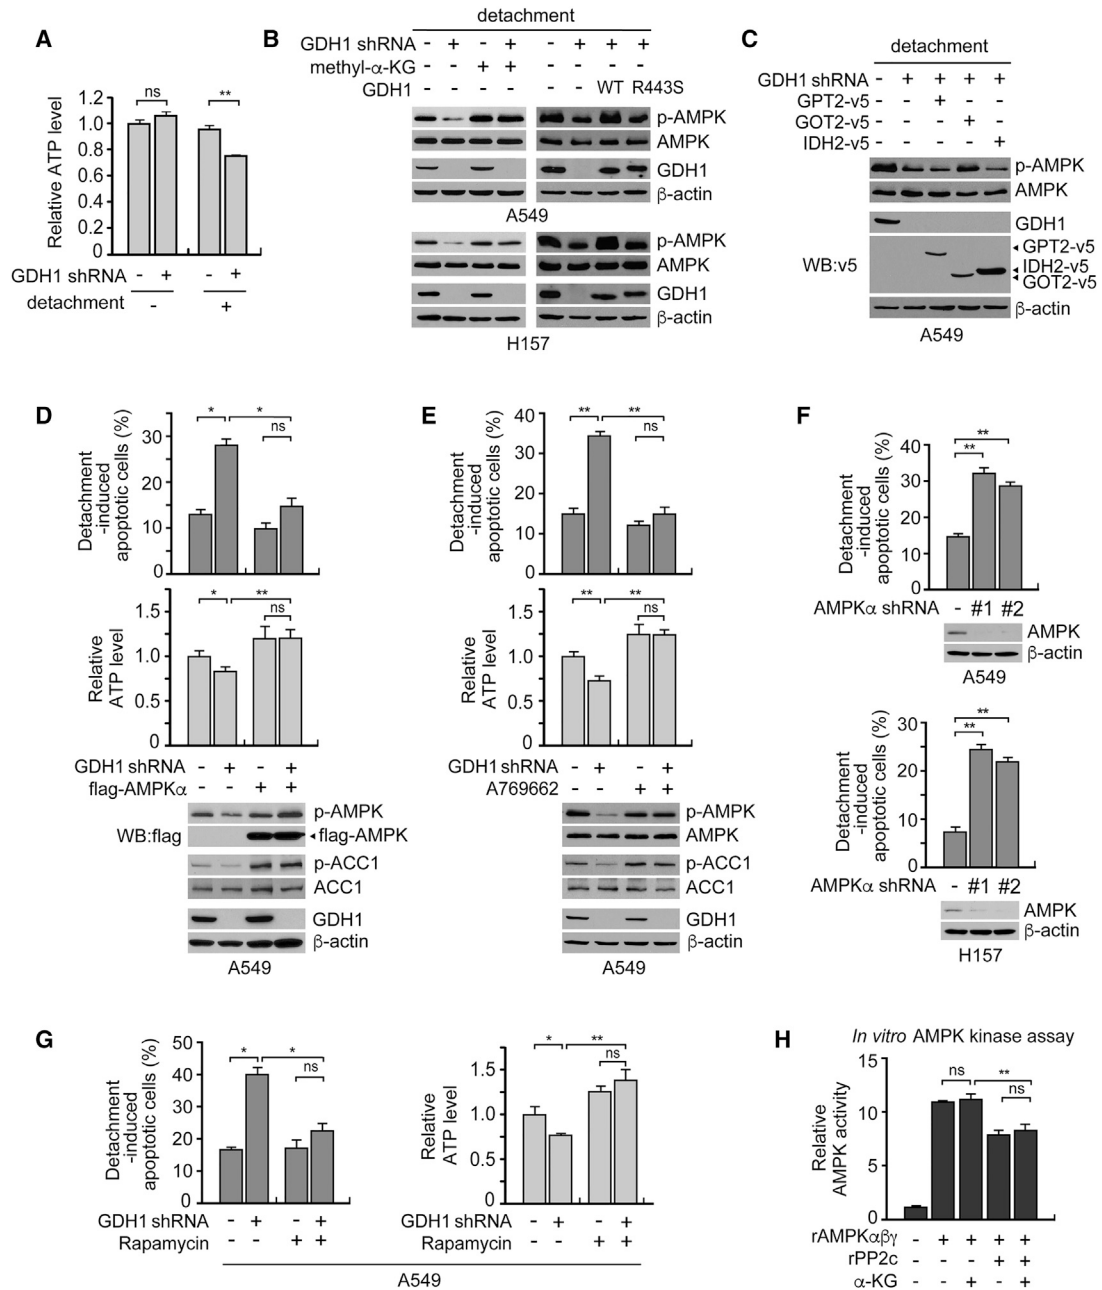 A
Relative ATP level
1.2
1.0
0.8
0.6
0.4
0.2
0
ns
**
GDH1 shRNA - + - +
detachment - +
B
detachment
GDH1 shRNA - + - + - + + +
methyl-α-KG - - + + - - - -
GDH1 - - - - - - WT R443S
p-AMPK
AMPK
GDH1
β-actin
A549
p-AMPK
AMPK
GDH1
β-actin
H157
C
detachment
GDH1 shRNA - + + + +
GPT2-v5 - - + - -
GOT2-v5 - - - + -
IDH2-v5 - - - - +
p-AMPK
AMPK
GDH1
WB:v5
GPT2-v5
IDH2-v5
GOT2-v5
β-actin
A549
D
Detachment
-induced
apoptotic cells (%)
30
20
10
0
* *
ns
Relative
ATP level
1.5
1.0
0.5
0
* **
ns
GDH1 shRNA - + - +
flag-AMPKα - - + +
p-AMPK
WB:flag
flag-AMPK
p-ACC1
ACC1
GDH1
β-actin
A549
E
Detachment
-induced
apoptotic cells (%)
40
30
20
10
0
** **
ns
Relative
ATP level
1.5
1.0
0.5
0
** **
ns
GDH1 shRNA - + - +
A769662 - - + +
p-AMPK
AMPK
p-ACC1
ACC1
GDH1
β-actin
A549
F
Detachment
-induced
apoptotic cells (%)
40
30
20
10
0
**
**
AMPKα shRNA - #1 #2
AMPK
β-actin
A549
Detachment
-induced
apoptotic cells (%)
30
20
10
0
**
**
AMPKα shRNA - #1 #2
AMPK
β-actin
H157
G
Detachment
-induced
apoptotic cells (%)
50
40
30
20
10
0
* *
ns
GDH1 shRNA - + - +
Rapamycin - - + +
Relative
ATP level
1.5
1.0
0.5
0
* **
ns
GDH1 shRNA - + - +
Rapamycin - - + +
A549
H
In vitro AMPK kinase assay
Relative
AMPK activity
15
10
5
0
ns **
ns
rAMPKαβγ - + + + +
rPP2c - - - + +
α-KG - - + - +